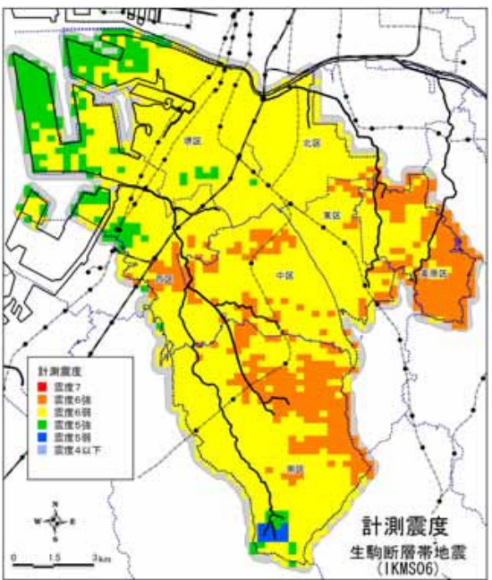 堺区
北区
東区
美原区
中区
西区
南区
計測震度
震度7
震度6強
震度6弱
震度5強
震度5弱
震度4以下
N
W
E
S
0 1.5 3km
計測震度
生駒断層帯地震
(IKMS06)